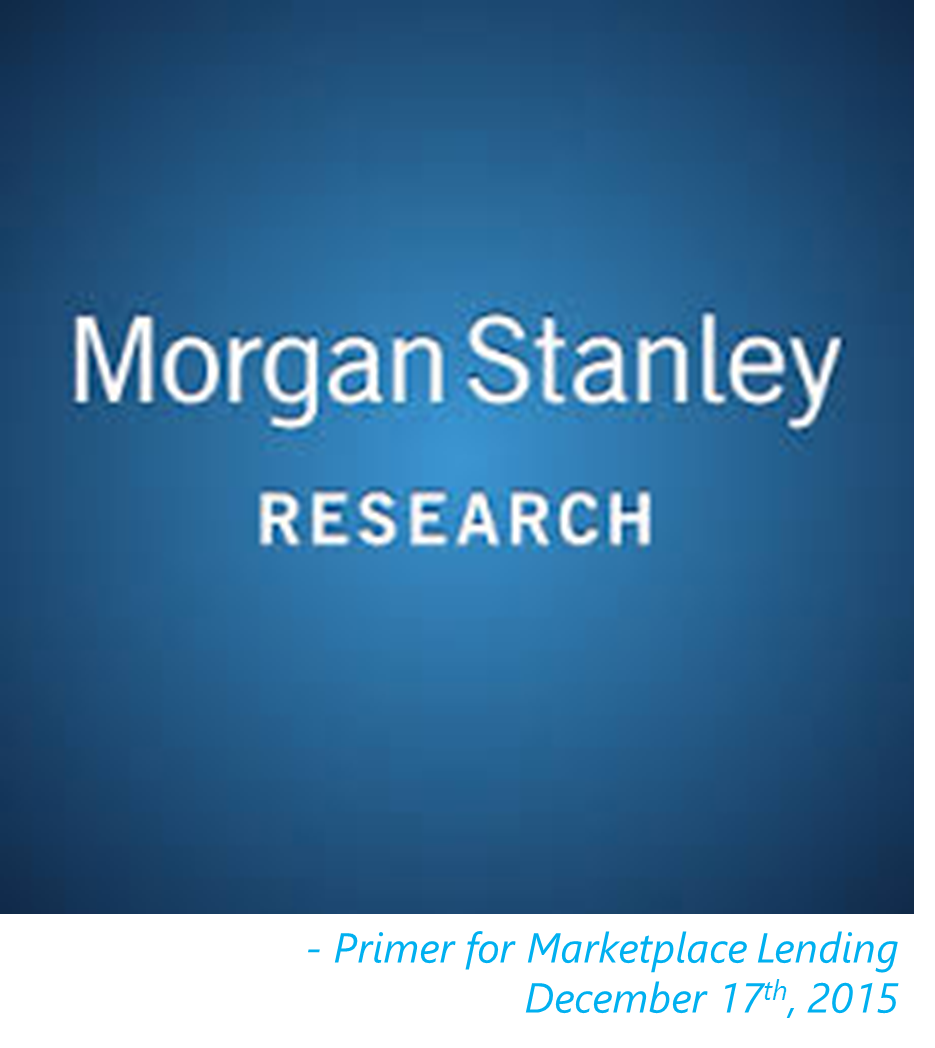 Morgan Stanley
RESEARCH
- Primer for Marketplace Lending
December 17th, 2015